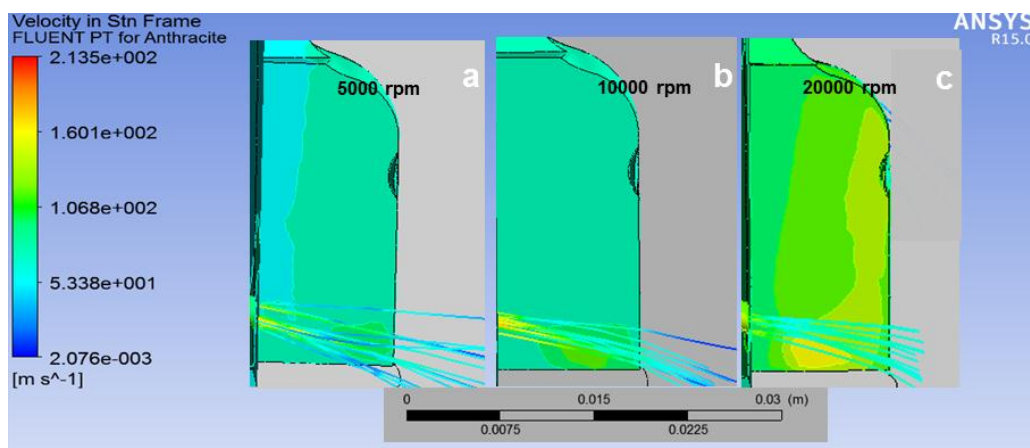 Velocity in Stn Frame
FLUENT PT for Anthracite
2.135e+002
1.601e+002
1.068e+002
5.338e+001
2.076e-003
[m s^-1]
a
5000 rpm
b
10000 rpm
c
20000 rpm
ANSYS
R15.0
0 0.015 0.03 (m)
0.0075 0.0225